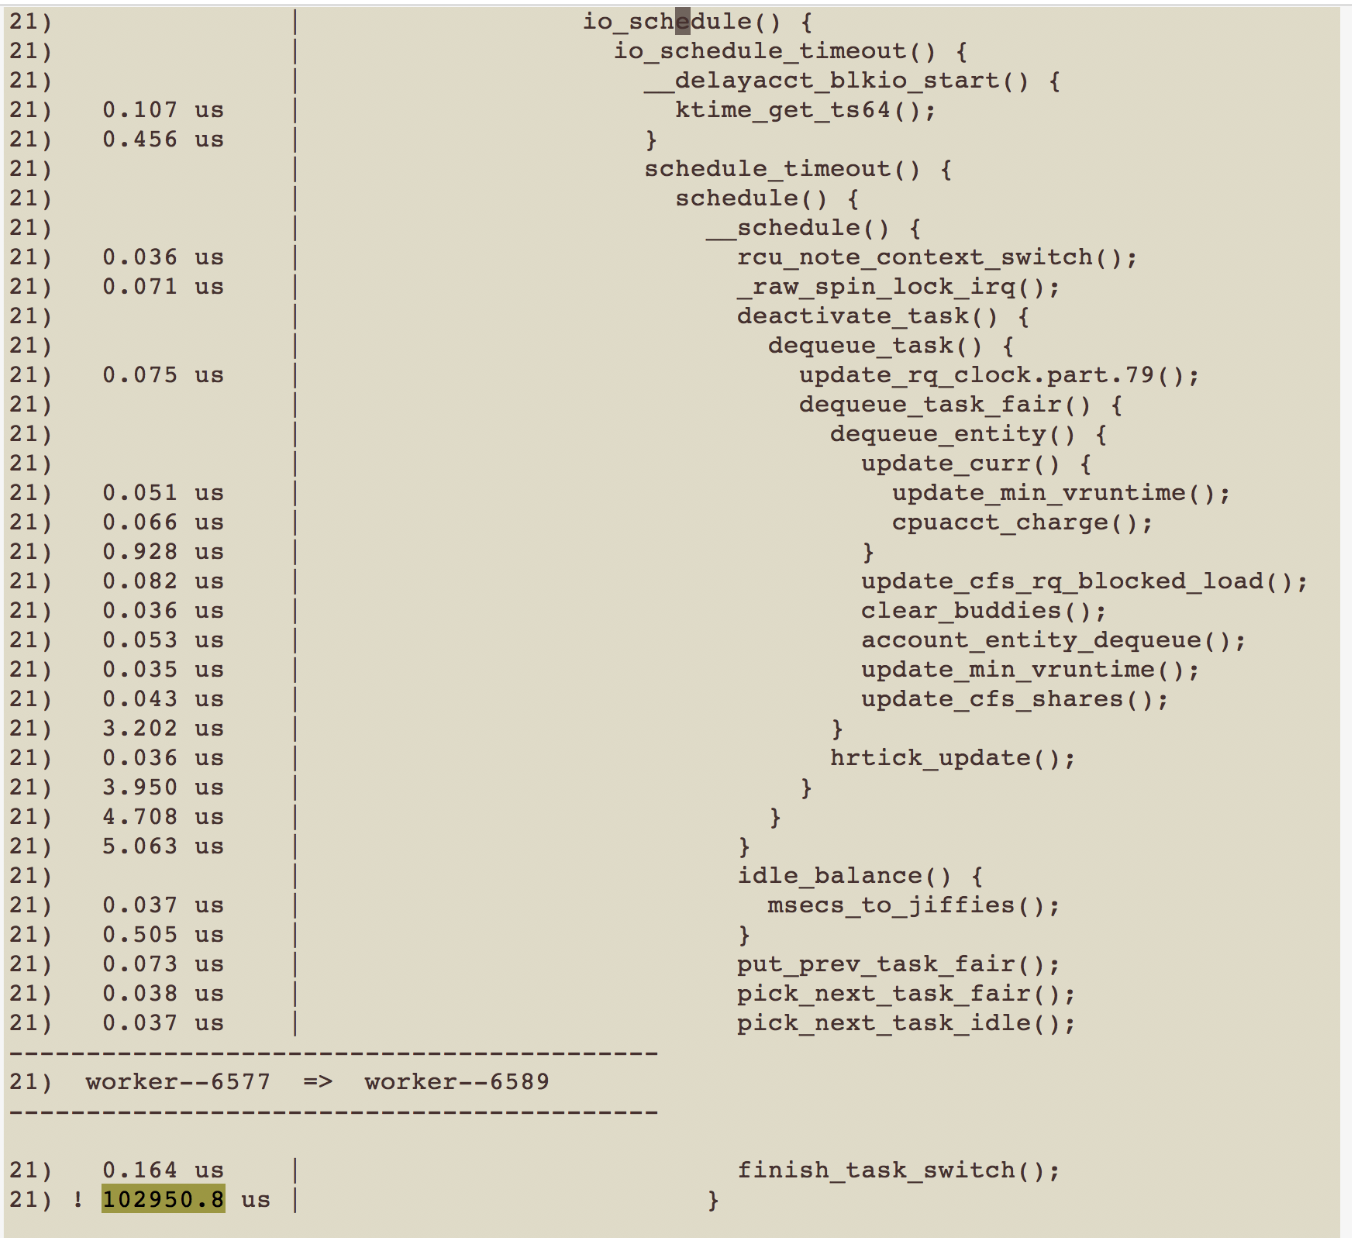 21)               |                  io_schedule() {
21)               |                    io_schedule_timeout() {
21)               |                      __delayacct_blkio_start() {
21)   0.107 us    |                        ktime_get_ts64();
21)   0.456 us    |                      }
21)               |                      schedule_timeout() {
21)               |                        schedule() {
21)               |                          __schedule() {
21)   0.036 us    |                            rcu_note_context_switch();
21)   0.071 us    |                            _raw_spin_lock_irq();
21)               |                            deactivate_task() {
21)               |                              dequeue_task() {
21)   0.075 us    |                                update_rq_clock.part.79();
21)               |                                dequeue_task_fair() {
21)               |                                  dequeue_entity() {
21)               |                                    update_curr() {
21)   0.051 us    |                                      update_min_vruntime();
21)   0.066 us    |                                      cpuacct_charge();
21)   0.928 us    |                                    }
21)   0.082 us    |                                    update_cfs_rq_blocked_load();
21)   0.036 us    |                                    clear_buddies();
21)   0.053 us    |                                    account_entity_dequeue();
21)   0.035 us    |                                    update_min_vruntime();
21)   0.043 us    |                                    update_cfs_shares();
21)   3.202 us    |                                  }
21)   0.036 us    |                                  hrtick_update();
21)   3.950 us    |                                }
21)   4.708 us    |                              }
21)   5.063 us    |                            }
21)               |                            idle_balance() {
21)   0.037 us    |                              msecs_to_jiffies();
21)   0.505 us    |                            }
21)   0.073 us    |                            put_prev_task_fair();
21)   0.038 us    |                            pick_next_task_fair();
21)   0.037 us    |                            pick_next_task_idle();
------------------------------------------
21)  worker--6577  =>  worker--6589
------------------------------------------
21)   0.164 us    |                            finish_task_switch();
21) ! 102950.8 us |                          }